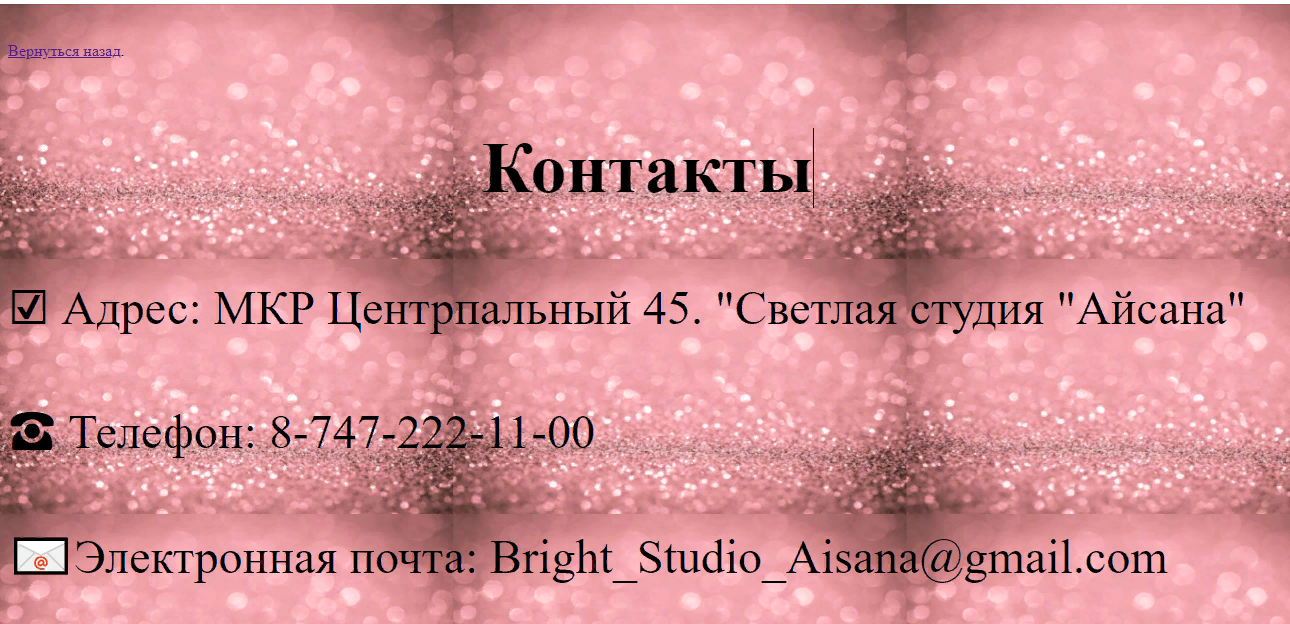 Вернуться назад.
Контакты
☑ Адрес: МКР Центрпальный 45. "Светлая студия "Айсана"
☎ Телефон: 8-747-222-11-00
Электронная почта: Bright_Studio_Aisana@gmail.com